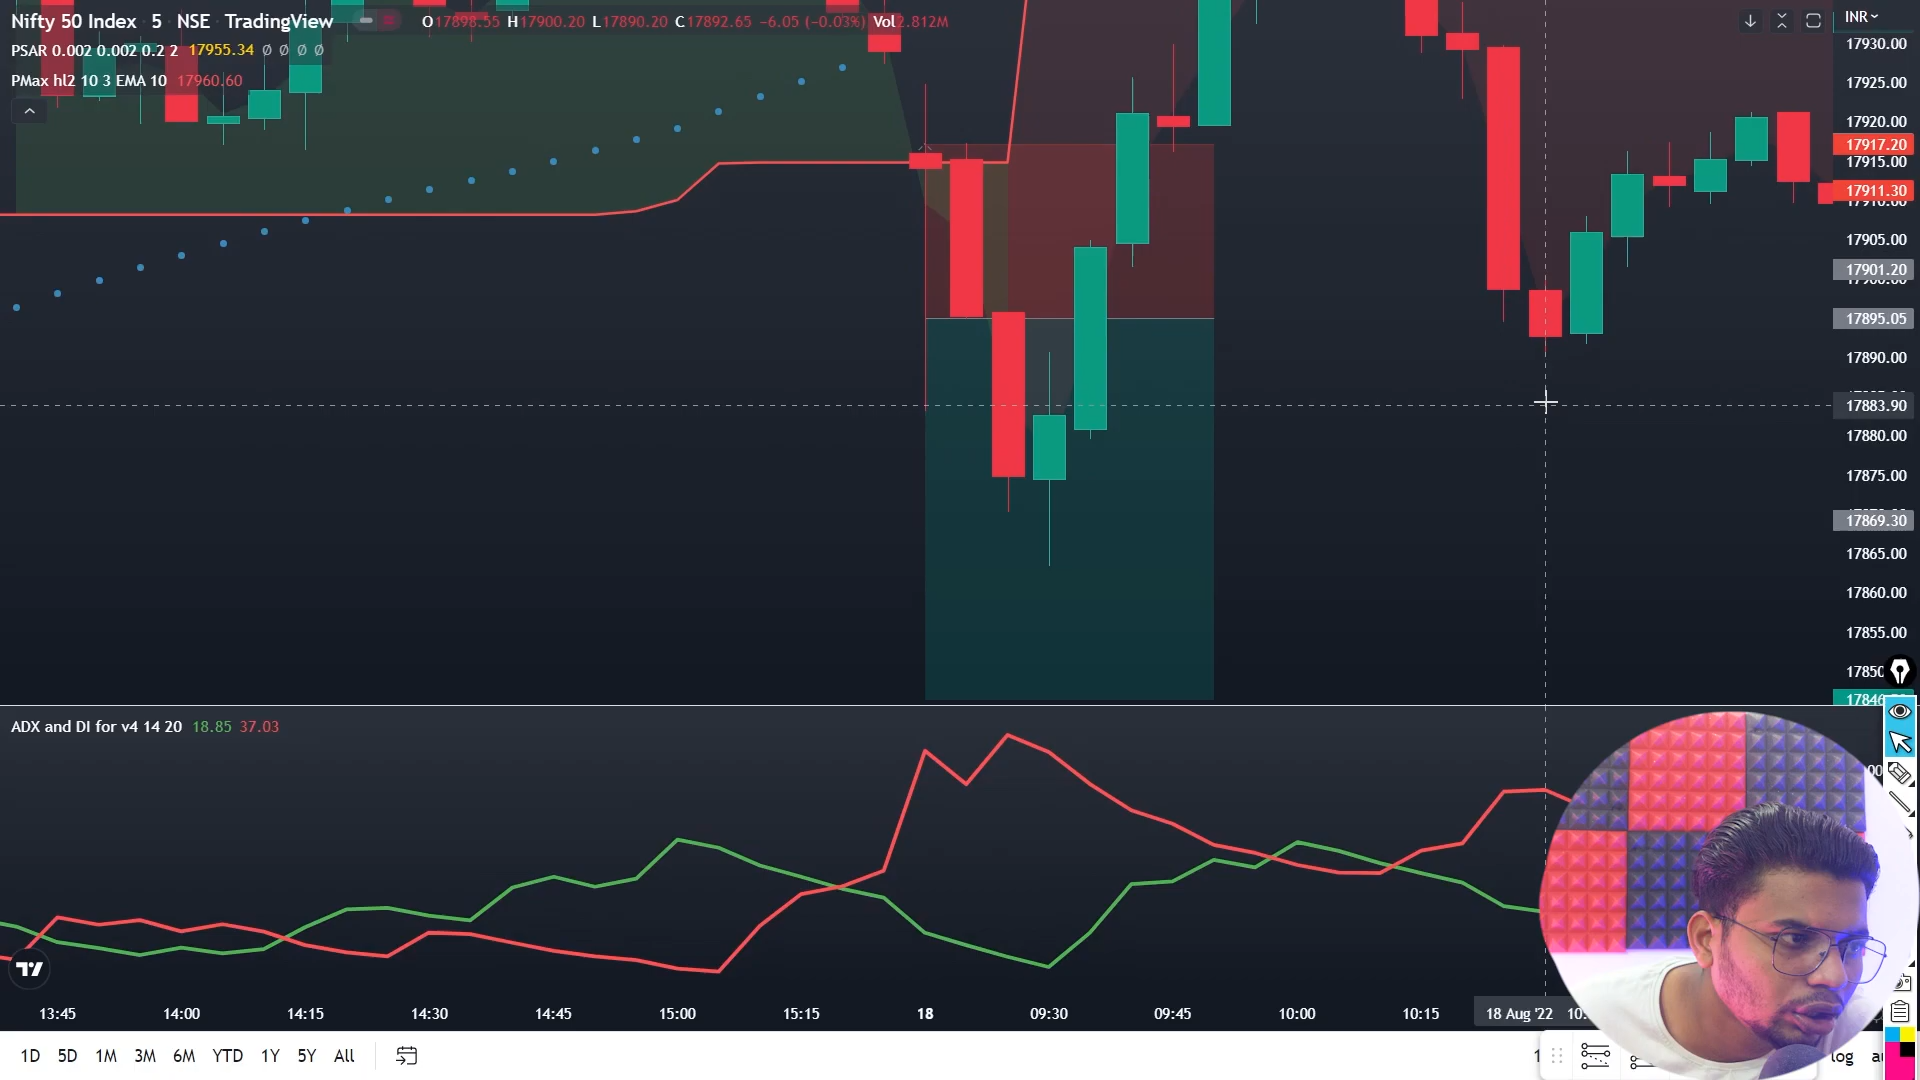 Nifty 50 Index · 5 · NSE · TradingView O17898.55 H17900.20 L17890.20 C17892.65 −6.05 (−0.03%) Vol2.812M
PSAR 0.002 0.002 0.2 2 17955.34 ∅ ∅ ∅ ∅
PMax hl2 10 3 EMA 10 17960.60
INR
17930.00
17925.00
17920.00
17917.20
17915.00
17911.30
17910.00
17905.00
17901.20
17900.00
17895.05
17890.00
17883.90
17880.00
17875.00
17869.30
17865.00
17860.00
17855.00
ADX and DI for v4 14 20 18.85 37.03
13:45 14:00 14:15 14:30 14:45 15:00 15:15 18 09:30 09:45 10:00 10:15 18 Aug '22
1D 5D 1M 3M 6M YTD 1Y 5Y All log